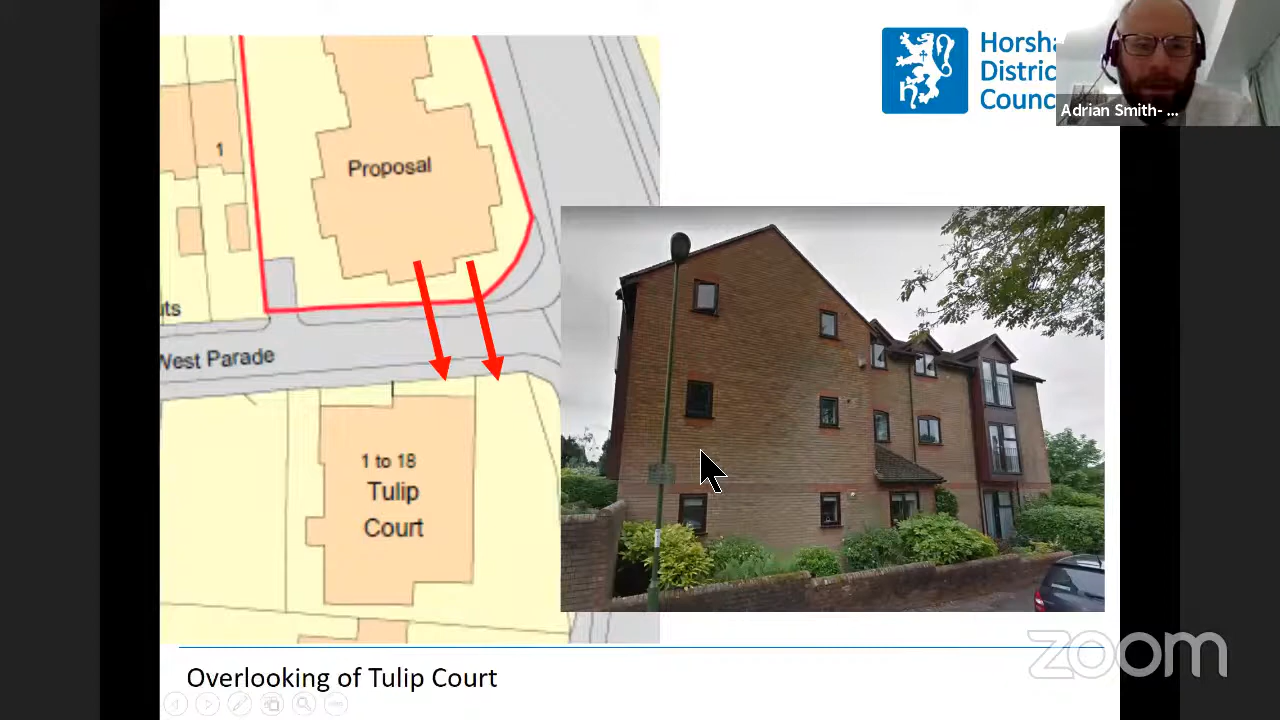 Horsha
Distric
Counc
Adrian Smith- ...
1
Proposal
uts
West Parade
1 to 18
Tulip
Court
Overlooking of Tulip Court
zoom